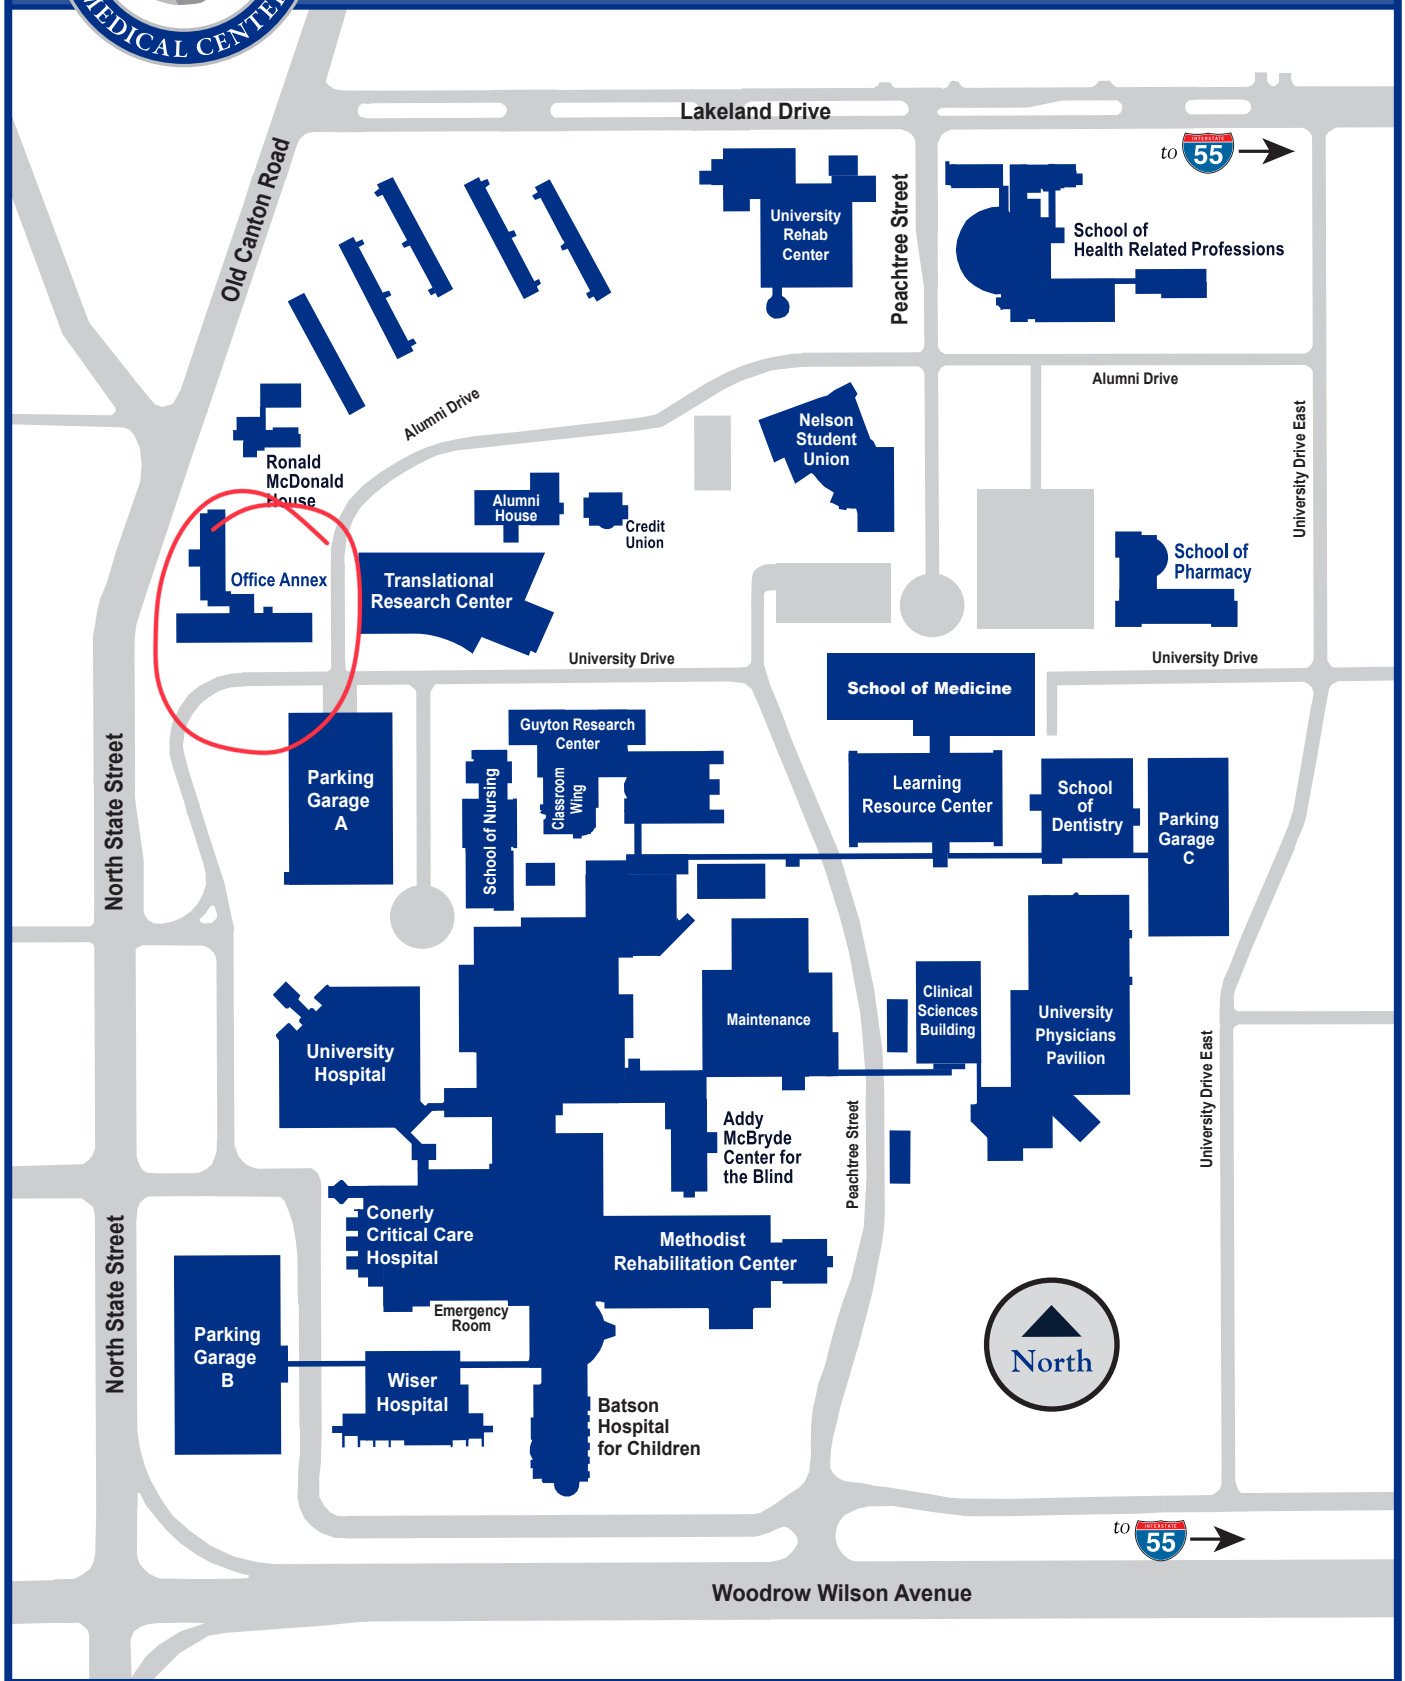 MEDICAL CENTER
Lakeland Drive
to
INTERSTATE
55
Old Canton Road
Peachtree Street
University
Rehab
Center
School of
Health Related Professions
Alumni Drive
Alumni Drive
University Drive East
Ronald
McDonald
House
Nelson
Student
Union
Alumni
House
Credit
Union
Office Annex
Translational
Research Center
School of
Pharmacy
University Drive
University Drive
School of Medicine
North State Street
Parking
Garage
A
School of Nursing
Guyton Research
Center
Classroom
Wing
Learning
Resource Center
School
of
Dentistry
Parking
Garage
C
University
Hospital
Maintenance
Clinical
Sciences
Building
University
Physicians
Pavilion
University Drive East
Addy
McBryde
Center for
the Blind
Peachtree Street
Conerly
Critical Care
Hospital
Methodist
Rehabilitation Center
North State Street
Emergency
Room
Parking
Garage
B
Wiser
Hospital
Batson
Hospital
for Children
North
to
INTERSTATE
55
Woodrow Wilson Avenue